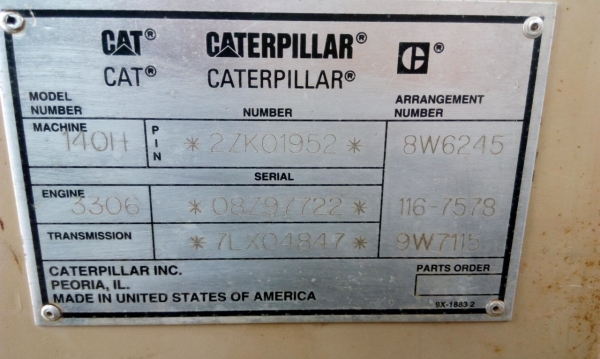 CAT® CATERPILLAR® C®
CAT® CATERPILLAR®
MODEL NUMBER NUMBER ARRANGEMENT NUMBER
MACHINE 140H PIN *2ZK01952* 8W6245
SERIAL
ENGINE 3306 *08Z97722* 116-7578
TRANSMISSION *7LX04847* 9W7115
CATERPILLAR INC. PARTS ORDER
PEORIA, IL.
MADE IN UNITED STATES OF AMERICA
9X-1883 2